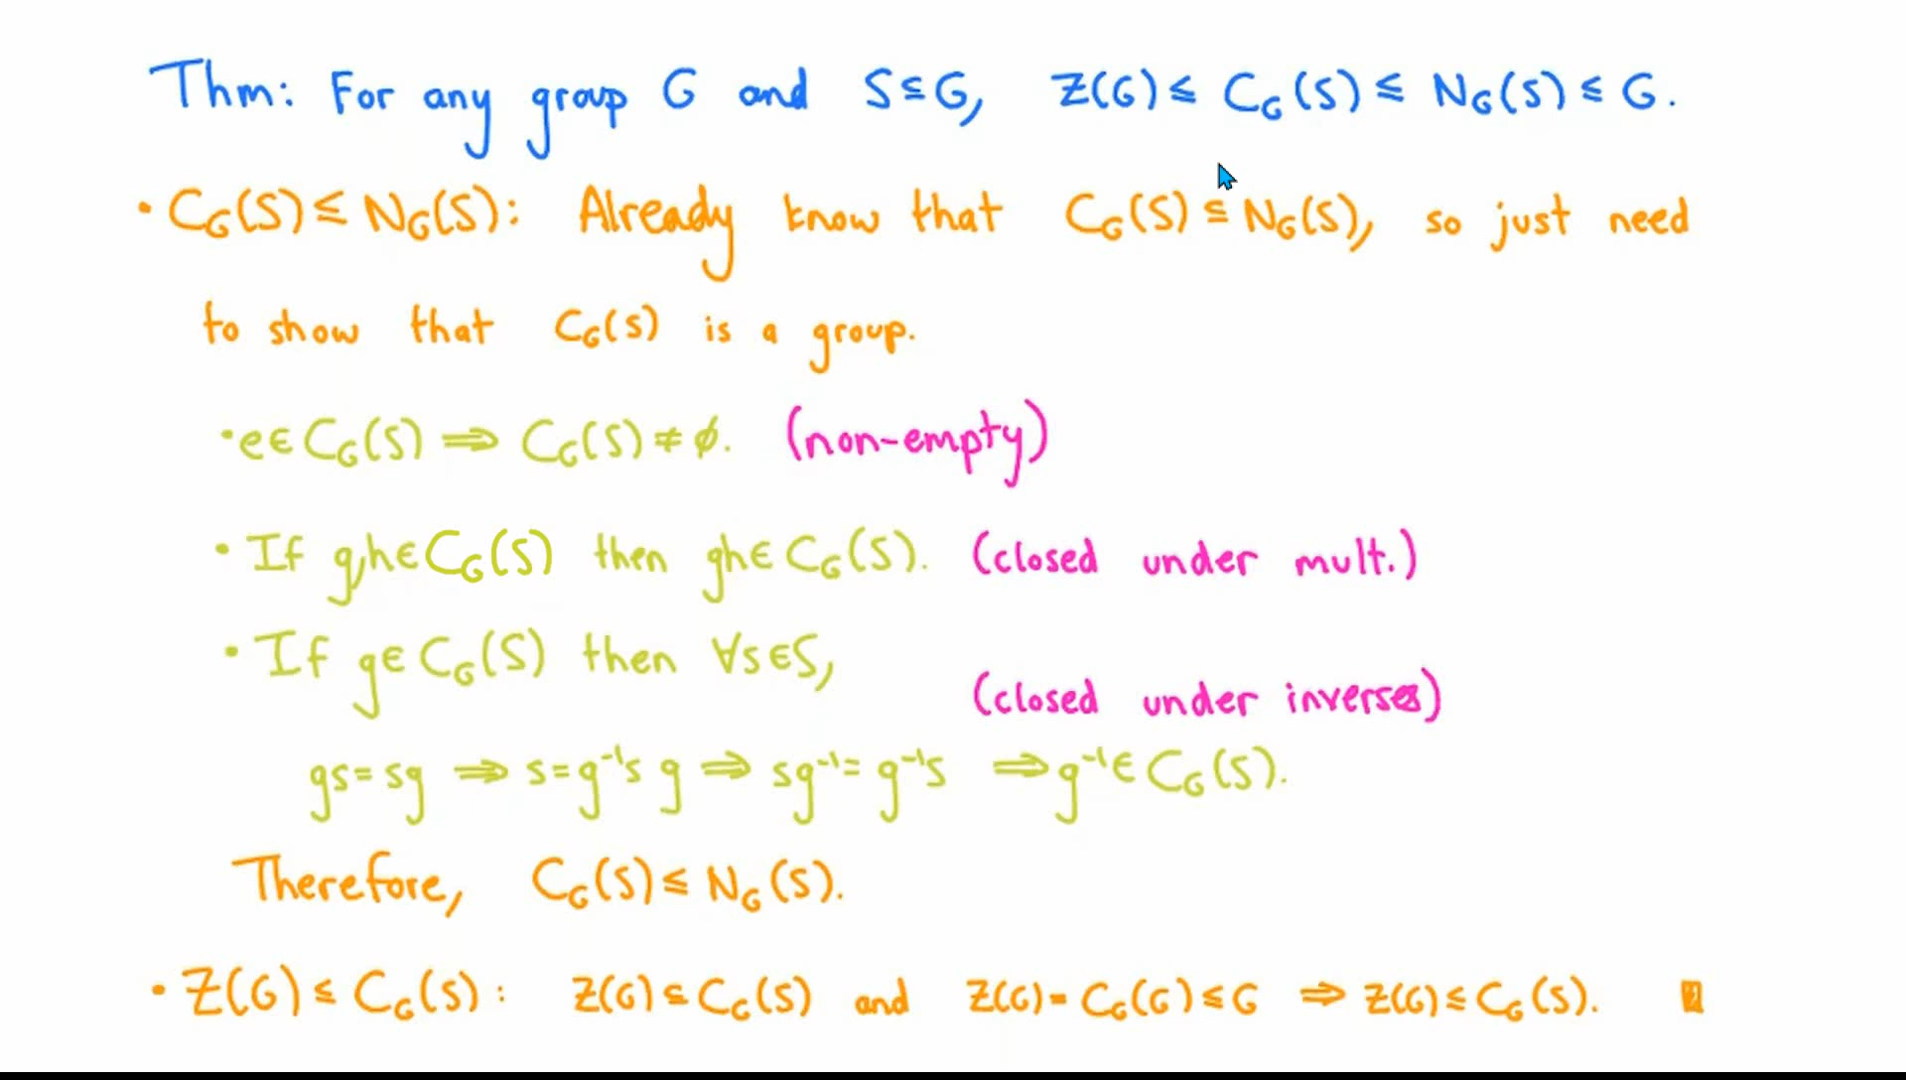 Thm: For any group G and S⊆G, Z(G) ≤ C_G(S) ≤ N_G(S) ≤ G.
• C_G(S) ≤ N_G(S): Already know that C_G(S) ⊆ N_G(S), so just need
to show that C_G(S) is a group.
• e∈C_G(S) ⟹ C_G(S) ≠ ∅. (non-empty)
• If g,h∈C_G(S) then gh∈C_G(S). (closed under mult.)
• If g∈C_G(S) then ∀s∈S,
(closed under inverses)
gs=sg ⟹ s=g⁻¹s g ⟹ sg⁻¹=g⁻¹s ⟹ g⁻¹∈C_G(S).
Therefore, C_G(S) ≤ N_G(S).
• Z(G) ≤ C_G(S): Z(G) ⊆ C_G(S) and Z(G)=C_G(G) ≤ G ⟹ Z(G) ≤ C_G(S).